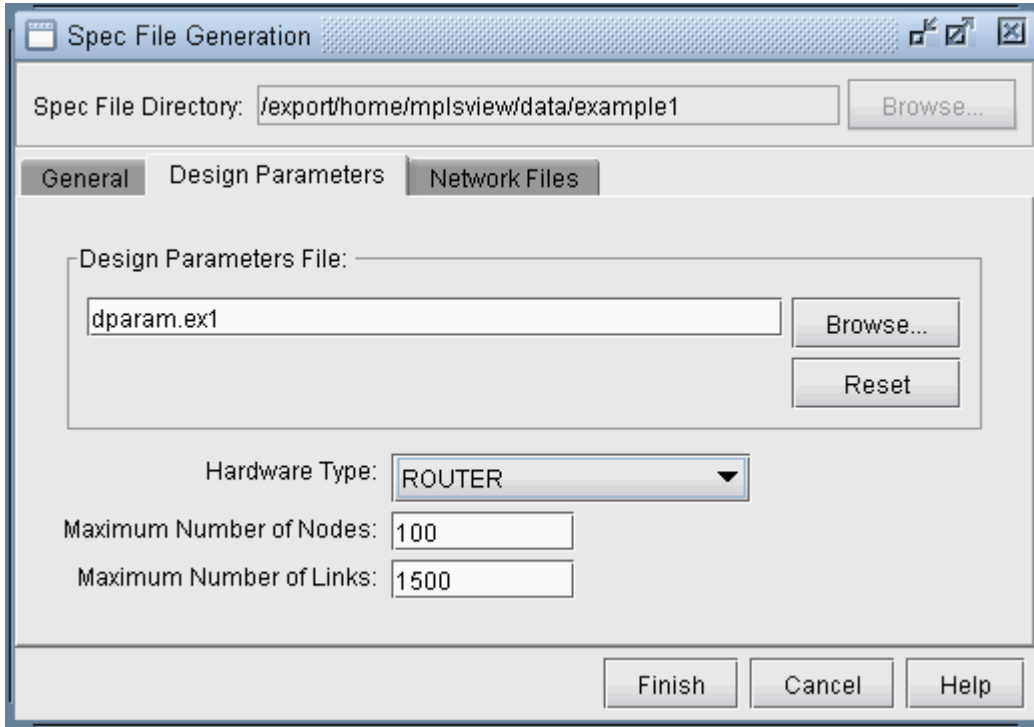 Spec File Generation
Spec File Directory: /export/home/mplsview/data/example1 Browse...
General Design Parameters Network Files
Design Parameters File:
dparam.ex1 Browse...
Reset
Hardware Type: ROUTER
Maximum Number of Nodes: 100
Maximum Number of Links: 1500
Finish Cancel Help